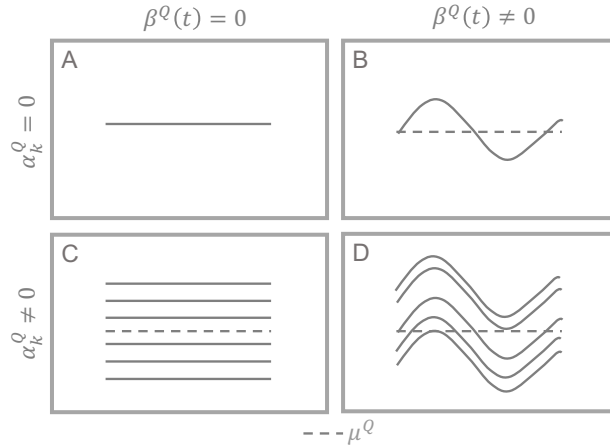 β^Q(t) = 0
β^Q(t) ≠ 0
α_k^Q = 0
A
B
α_k^Q ≠ 0
C
D
μ^Q